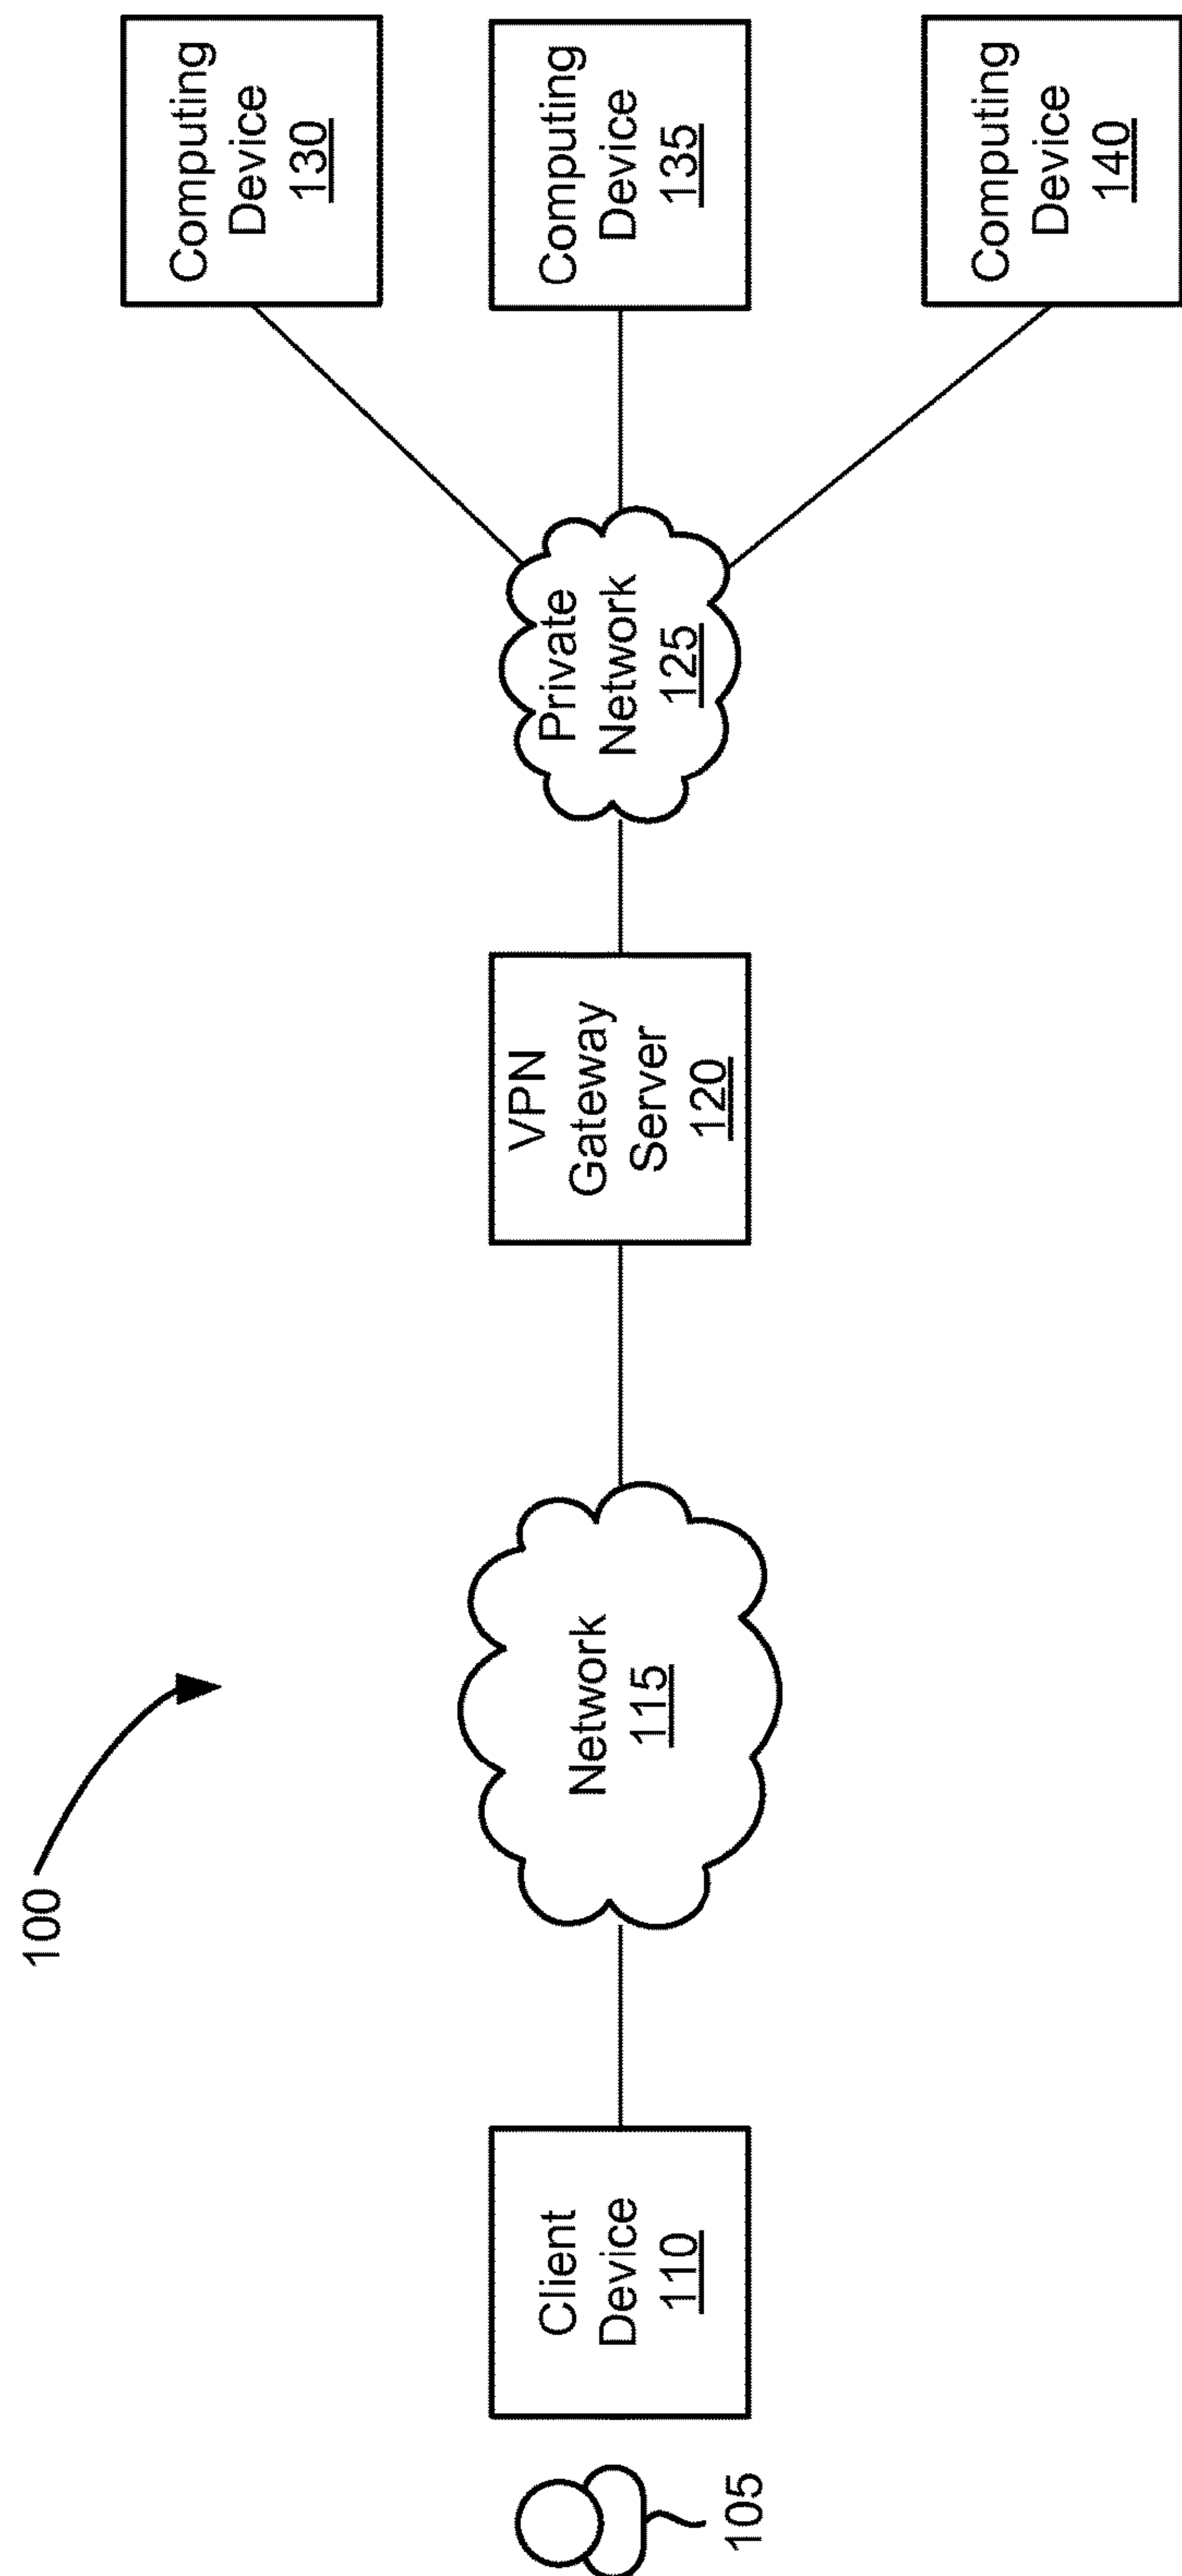 100
105
Client
Device
110
Network
115
VPN
Gateway
Server
120
Private
Network
125
Computing
Device
130
Computing
Device
135
Computing
Device
140